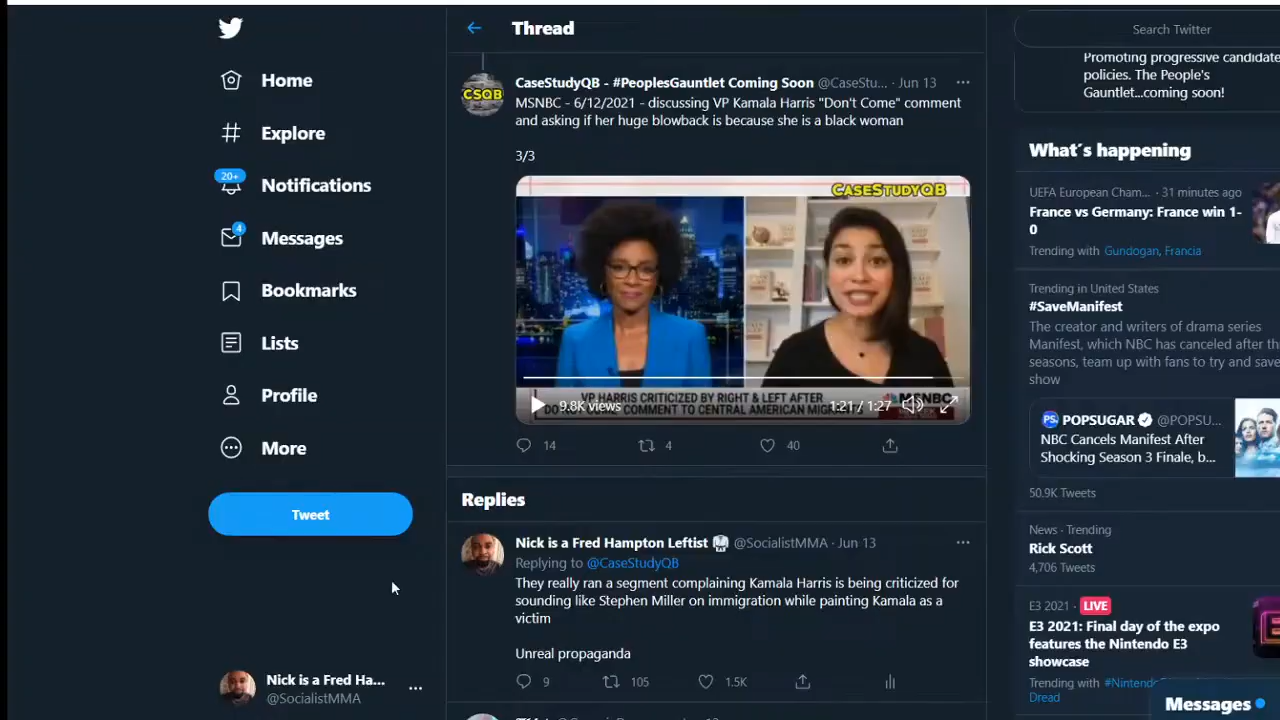 Home
Explore
20+
Notifications
4
Messages
Bookmarks
Lists
Profile
More
Tweet
Nick is a Fred Ha...
@SocialistMMA
Thread
CSQB
CaseStudyQB - #PeoplesGauntlet Coming Soon @CaseStu... · Jun 13
MSNBC - 6/12/2021 - discussing VP Kamala Harris "Don't Come" comment
and asking if her huge blowback is because she is a black woman
3/3
CASESTUDYQB
VP HARRIS CRITICIZED BY RIGHT & LEFT AFTER
DO NOT COME COMMENT TO CENTRAL AMERICAN
MSNBC
9.8K views
1:21 / 1:27
14
4
40
Replies
Nick is a Fred Hampton Leftist @SocialistMMA · Jun 13
Replying to @CaseStudyQB
They really ran a segment complaining Kamala Harris is being criticized for
sounding like Stephen Miller on immigration while painting Kamala as a
victim
Unreal propaganda
9
105
1.5K
Search Twitter
Promoting progressive candidate
policies. The People's
Gauntlet...coming soon!
What's happening
UEFA European Cham... · 31 minutes ago
France vs Germany: France win 1-
0
Trending with Gundogan, Francia
Trending in United States
#SaveManifest
The creator and writers of drama series
Manifest, which NBC has canceled after th
seasons, team up with fans to try and save
show
PS.
POPSUGAR @POPSU...
NBC Cancels Manifest After
Shocking Season 3 Finale, b...
50.9K Tweets
News · Trending
Rick Scott
4,706 Tweets
E3 2021 · LIVE
E3 2021: Final day of the expo
features the Nintendo E3
showcase
Trending with #Nintend
Dread
Messages